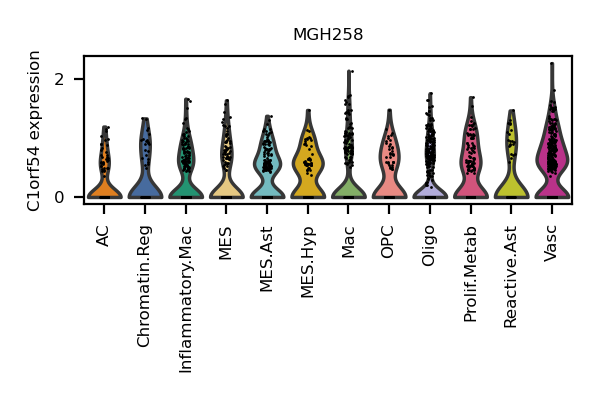 MGH258
C1orf54 expression
2
0
AC
Chromatin.Reg
Inflammatory.Mac
MES
MES.Ast
MES.Hyp
Mac
OPC
Oligo
Prolif.Metab
Reactive.Ast
Vasc